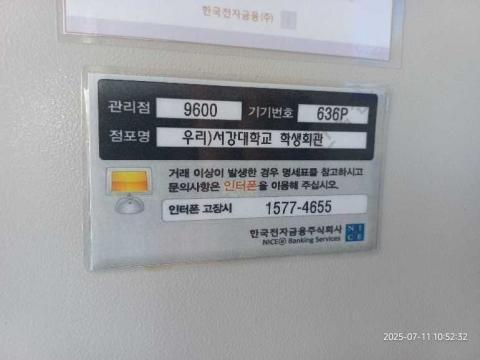 한국전자금융(주)
관리점 9600 기기번호 636P
점포명 우리)서강대학교 학생회관
거래 이상이 발생한 경우 명세표를 참고하시고
문의사항은 인터폰을 이용해 주십시오.
인터폰 고장시 1577-4655
한국전자금융주식회사 NI
NICE Banking Services CE
2025-07-11 10:52:32